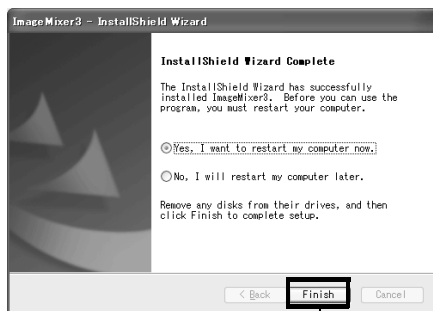 ImageMixer3 - InstallShield Wizard
InstallShield Wizard Complete
The InstallShield Wizard has successfully
installed ImageMixer3. Before you can use the
program, you must restart your computer.
Yes, I want to restart my computer now.
No, I will restart my computer later.
Remove any disks from their drives, and then
click Finish to complete setup.
< Back Finish Cancel